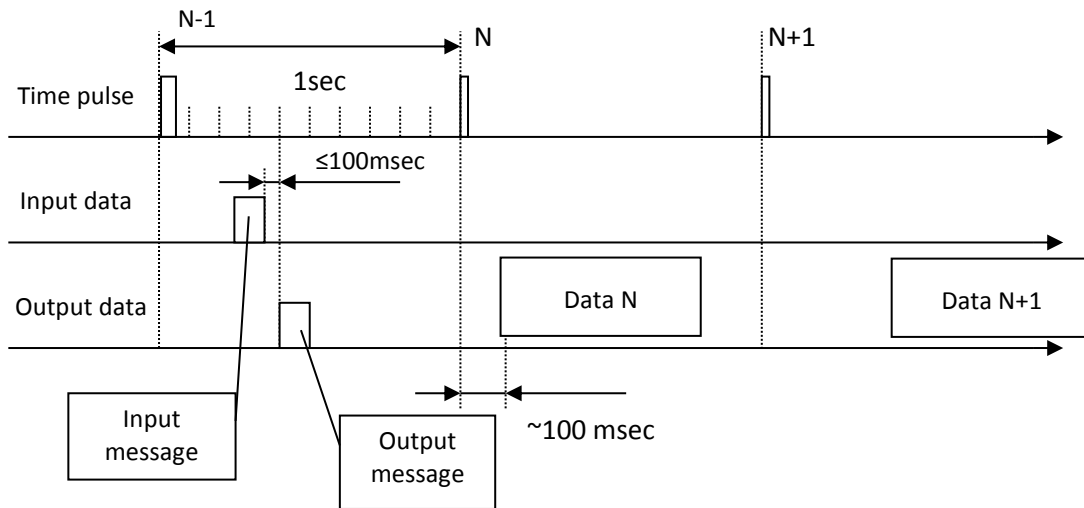 N-1
N
N+1
1sec
Time pulse
≤100msec
Input data
Output data
Data N
Data N+1
Input
message
Output
message
~100 msec